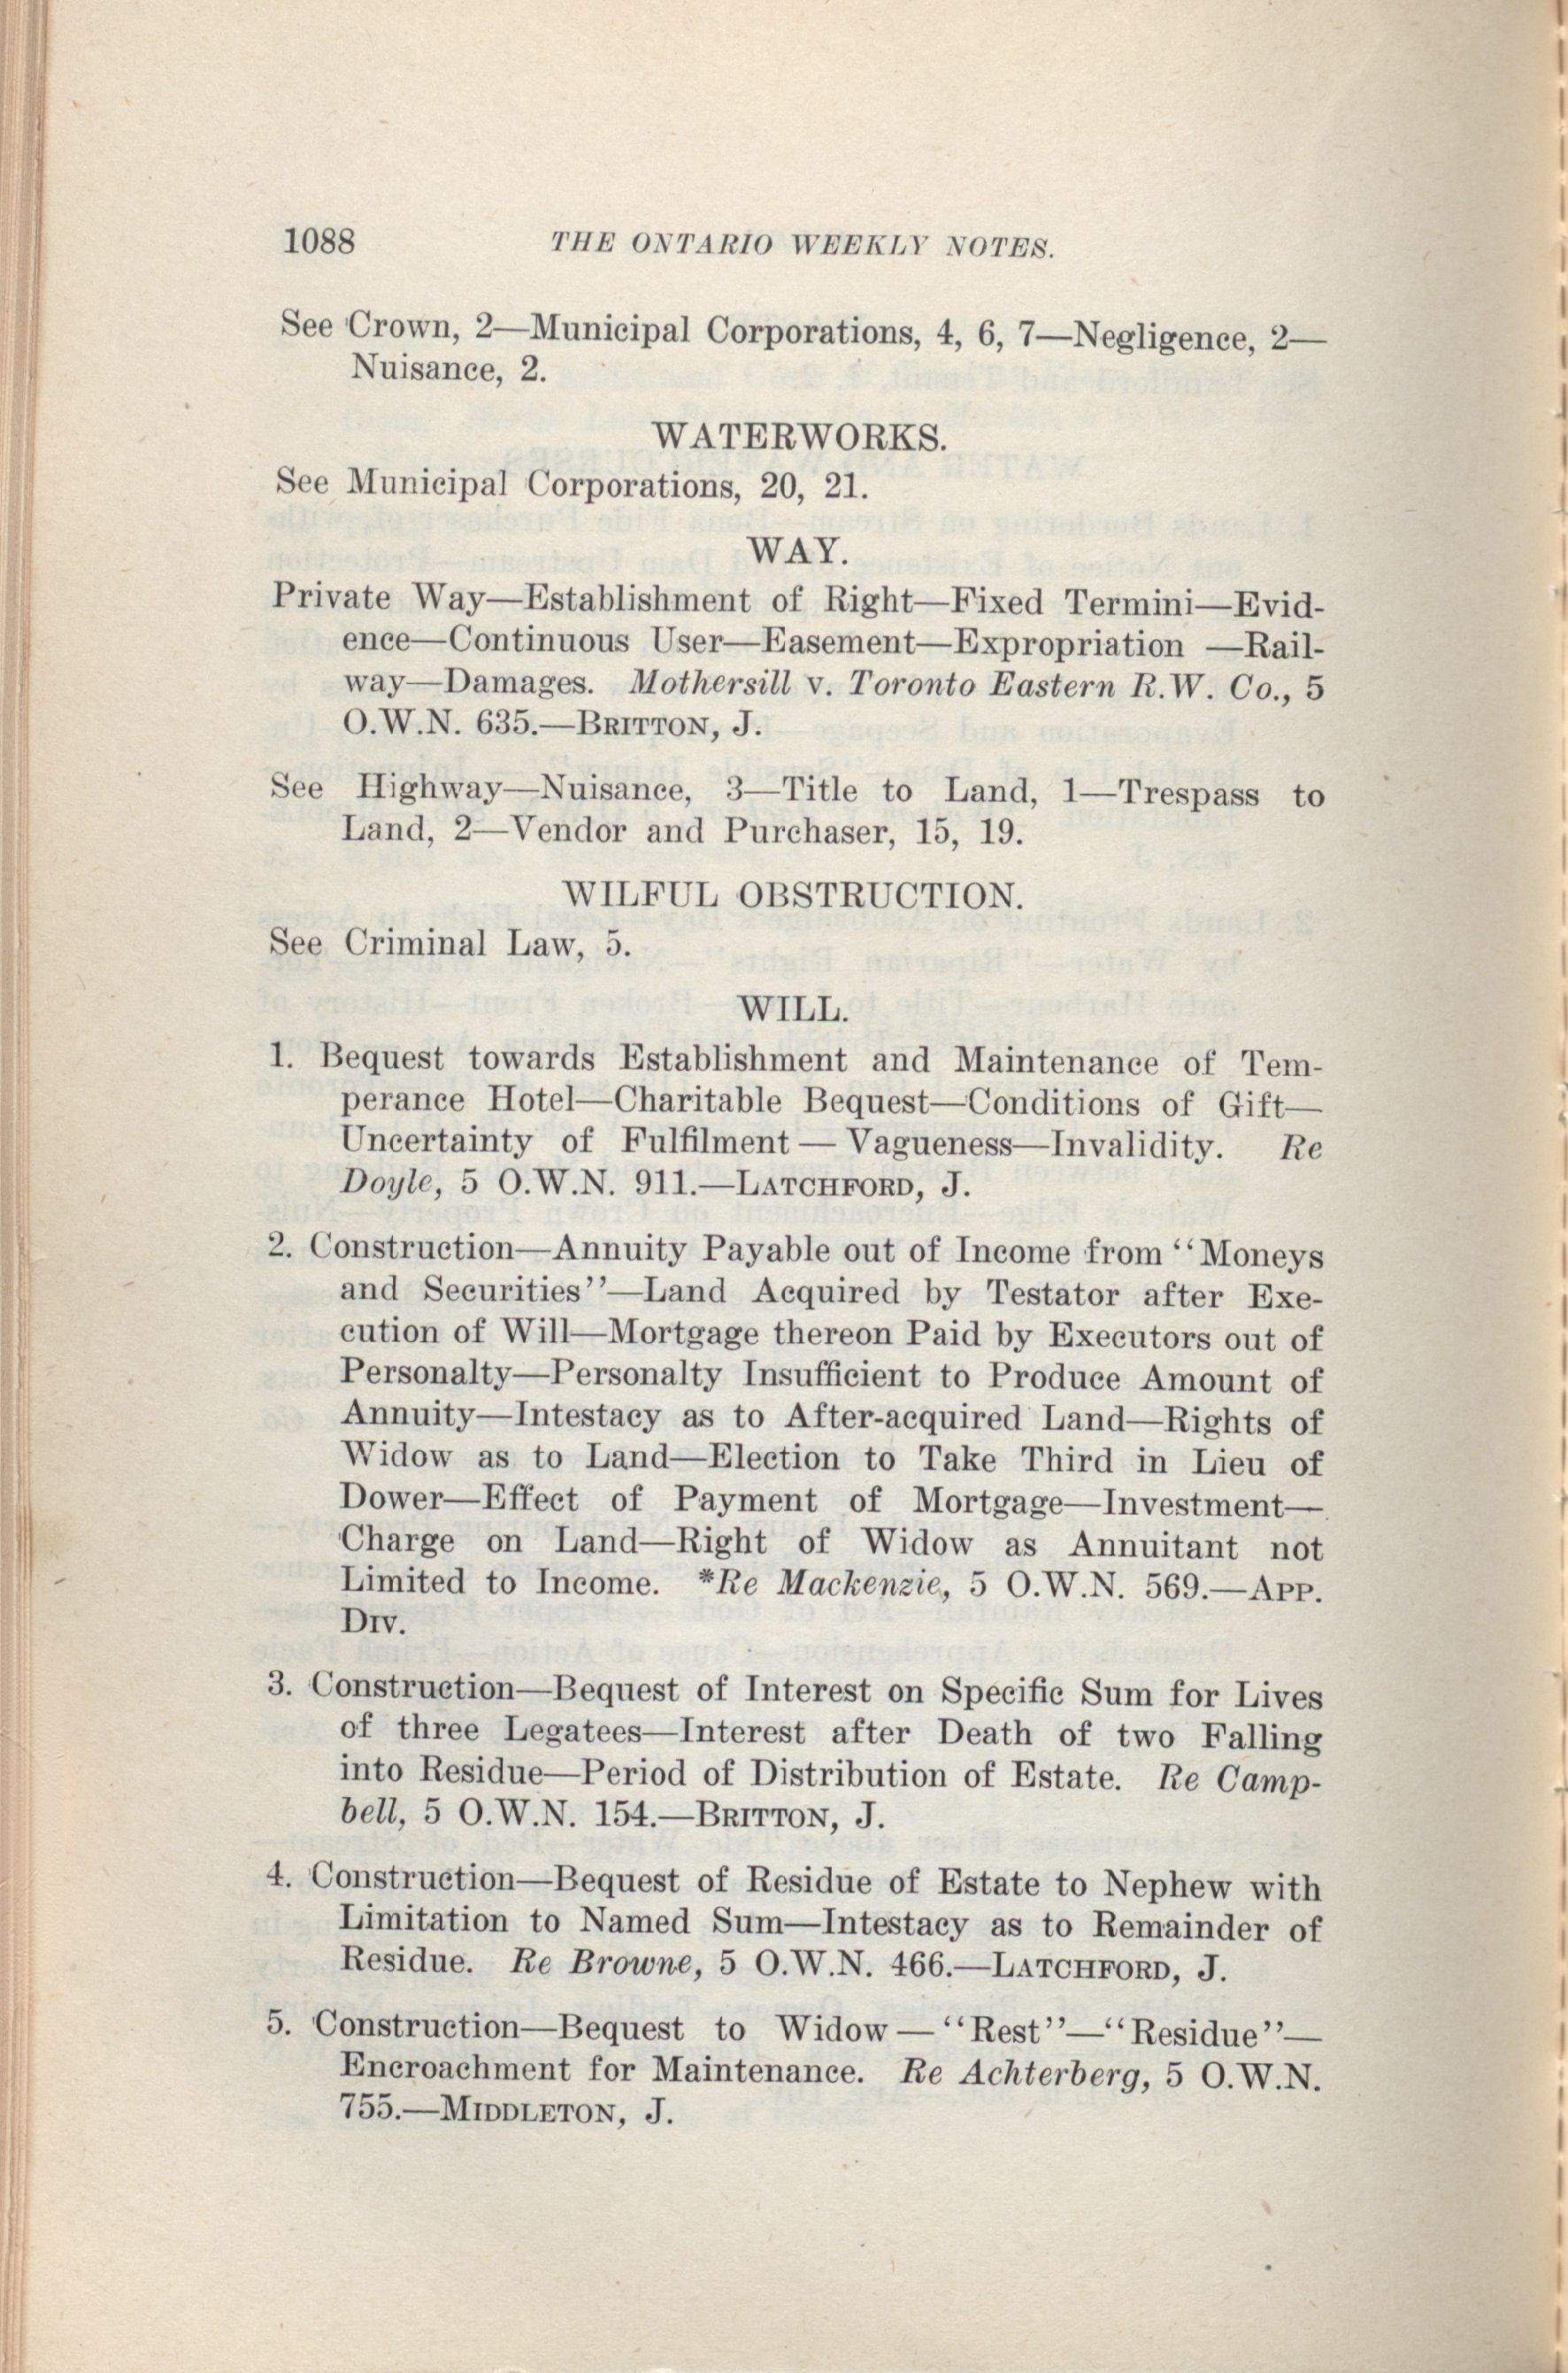 1088 THE ONTARIO WEEKLY NOTES.
See Crown, 2—Municipal Corporations, 4, 6, 7—Negligence, 2—
Nuisance, 2.
WATERWORKS.
See Municipal Corporations, 20, 21.
WAY.
Private Way—Establishment of Right—Fixed Termini—Evid-
ence—Continuous User—Easement—Expropriation —Rail-
way—Damages. Mothersill v. Toronto Eastern R.W. Co., 5
O.W.N. 635.—BRITTON, J.
See Highway—Nuisance, 3—Title to Land, 1—Trespass to
Land, 2—Vendor and Purchaser, 15, 19.
WILFUL OBSTRUCTION.
See Criminal Law, 5.
WILL.
1. Bequest towards Establishment and Maintenance of Tem-
perance Hotel—Charitable Bequest—Conditions of Gift—
Uncertainty of Fulfilment — Vagueness—Invalidity. Re
Doyle, 5 O.W.N. 911.—LATCHFORD, J.
2. Construction—Annuity Payable out of Income from "Moneys
and Securities"—Land Acquired by Testator after Exe-
cution of Will—Mortgage thereon Paid by Executors out of
Personalty—Personalty Insufficient to Produce Amount of
Annuity—Intestacy as to After-acquired Land—Rights of
Widow as to Land—Election to Take Third in Lieu of
Dower—Effect of Payment of Mortgage—Investment—
Charge on Land—Right of Widow as Annuitant not
Limited to Income. *Re Mackenzie, 5 O.W.N. 569.—APP.
DIV.
3. Construction—Bequest of Interest on Specific Sum for Lives
of three Legatees—Interest after Death of two Falling
into Residue—Period of Distribution of Estate. Re Camp-
bell, 5 O.W.N. 154.—BRITTON, J.
4. Construction—Bequest of Residue of Estate to Nephew with
Limitation to Named Sum—Intestacy as to Remainder of
Residue. Re Browne, 5 O.W.N. 466.—LATCHFORD, J.
5. Construction—Bequest to Widow — "Rest"—"Residue"—
Encroachment for Maintenance. Re Achterberg, 5 O.W.N.
755.—MIDDLETON, J.